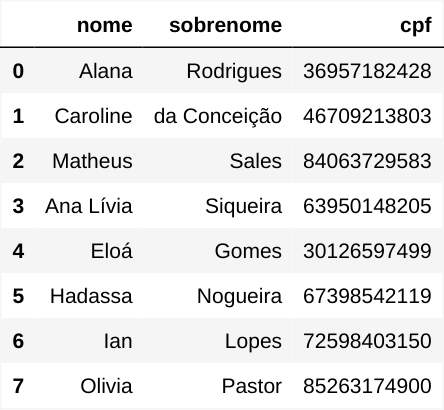 nome sobrenome cpf
0 Alana Rodrigues 36957182428
1 Caroline da Conceição 46709213803
2 Matheus Sales 84063729583
3 Ana Lívia Siqueira 63950148205
4 Eloá Gomes 30126597499
5 Hadassa Nogueira 67398542119
6 Ian Lopes 72598403150
7 Olivia Pastor 85263174900